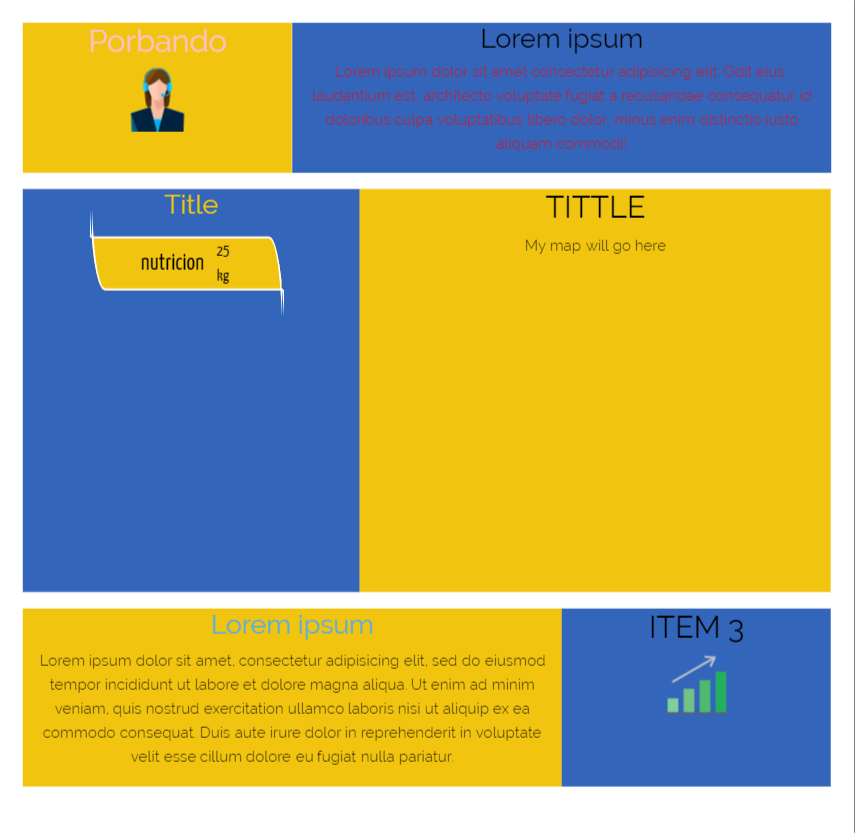 Porbando
Lorem ipsum
Lorem ipsum dolor sit amet consectetur adipisicing elit. Odit eius,
laudantium est, architecto voluptate fugiat a recusandae consequatur id
doloribus culpa voluptatibus libero dolor, minus enim distinctio iusto
aliquam commodi!
Title
nutricion
25
kg
TITTLE
My map will go here
Lorem ipsum
Lorem ipsum dolor sit amet, consectetur adipisicing elit, sed do eiusmod
tempor incididunt ut labore et dolore magna aliqua. Ut enim ad minim
veniam, quis nostrud exercitation ullamco laboris nisi ut aliquip ex ea
commodo consequat. Duis aute irure dolor in reprehenderit in voluptate
velit esse cillum dolore eu fugiat nulla pariatur.
ITEM 3